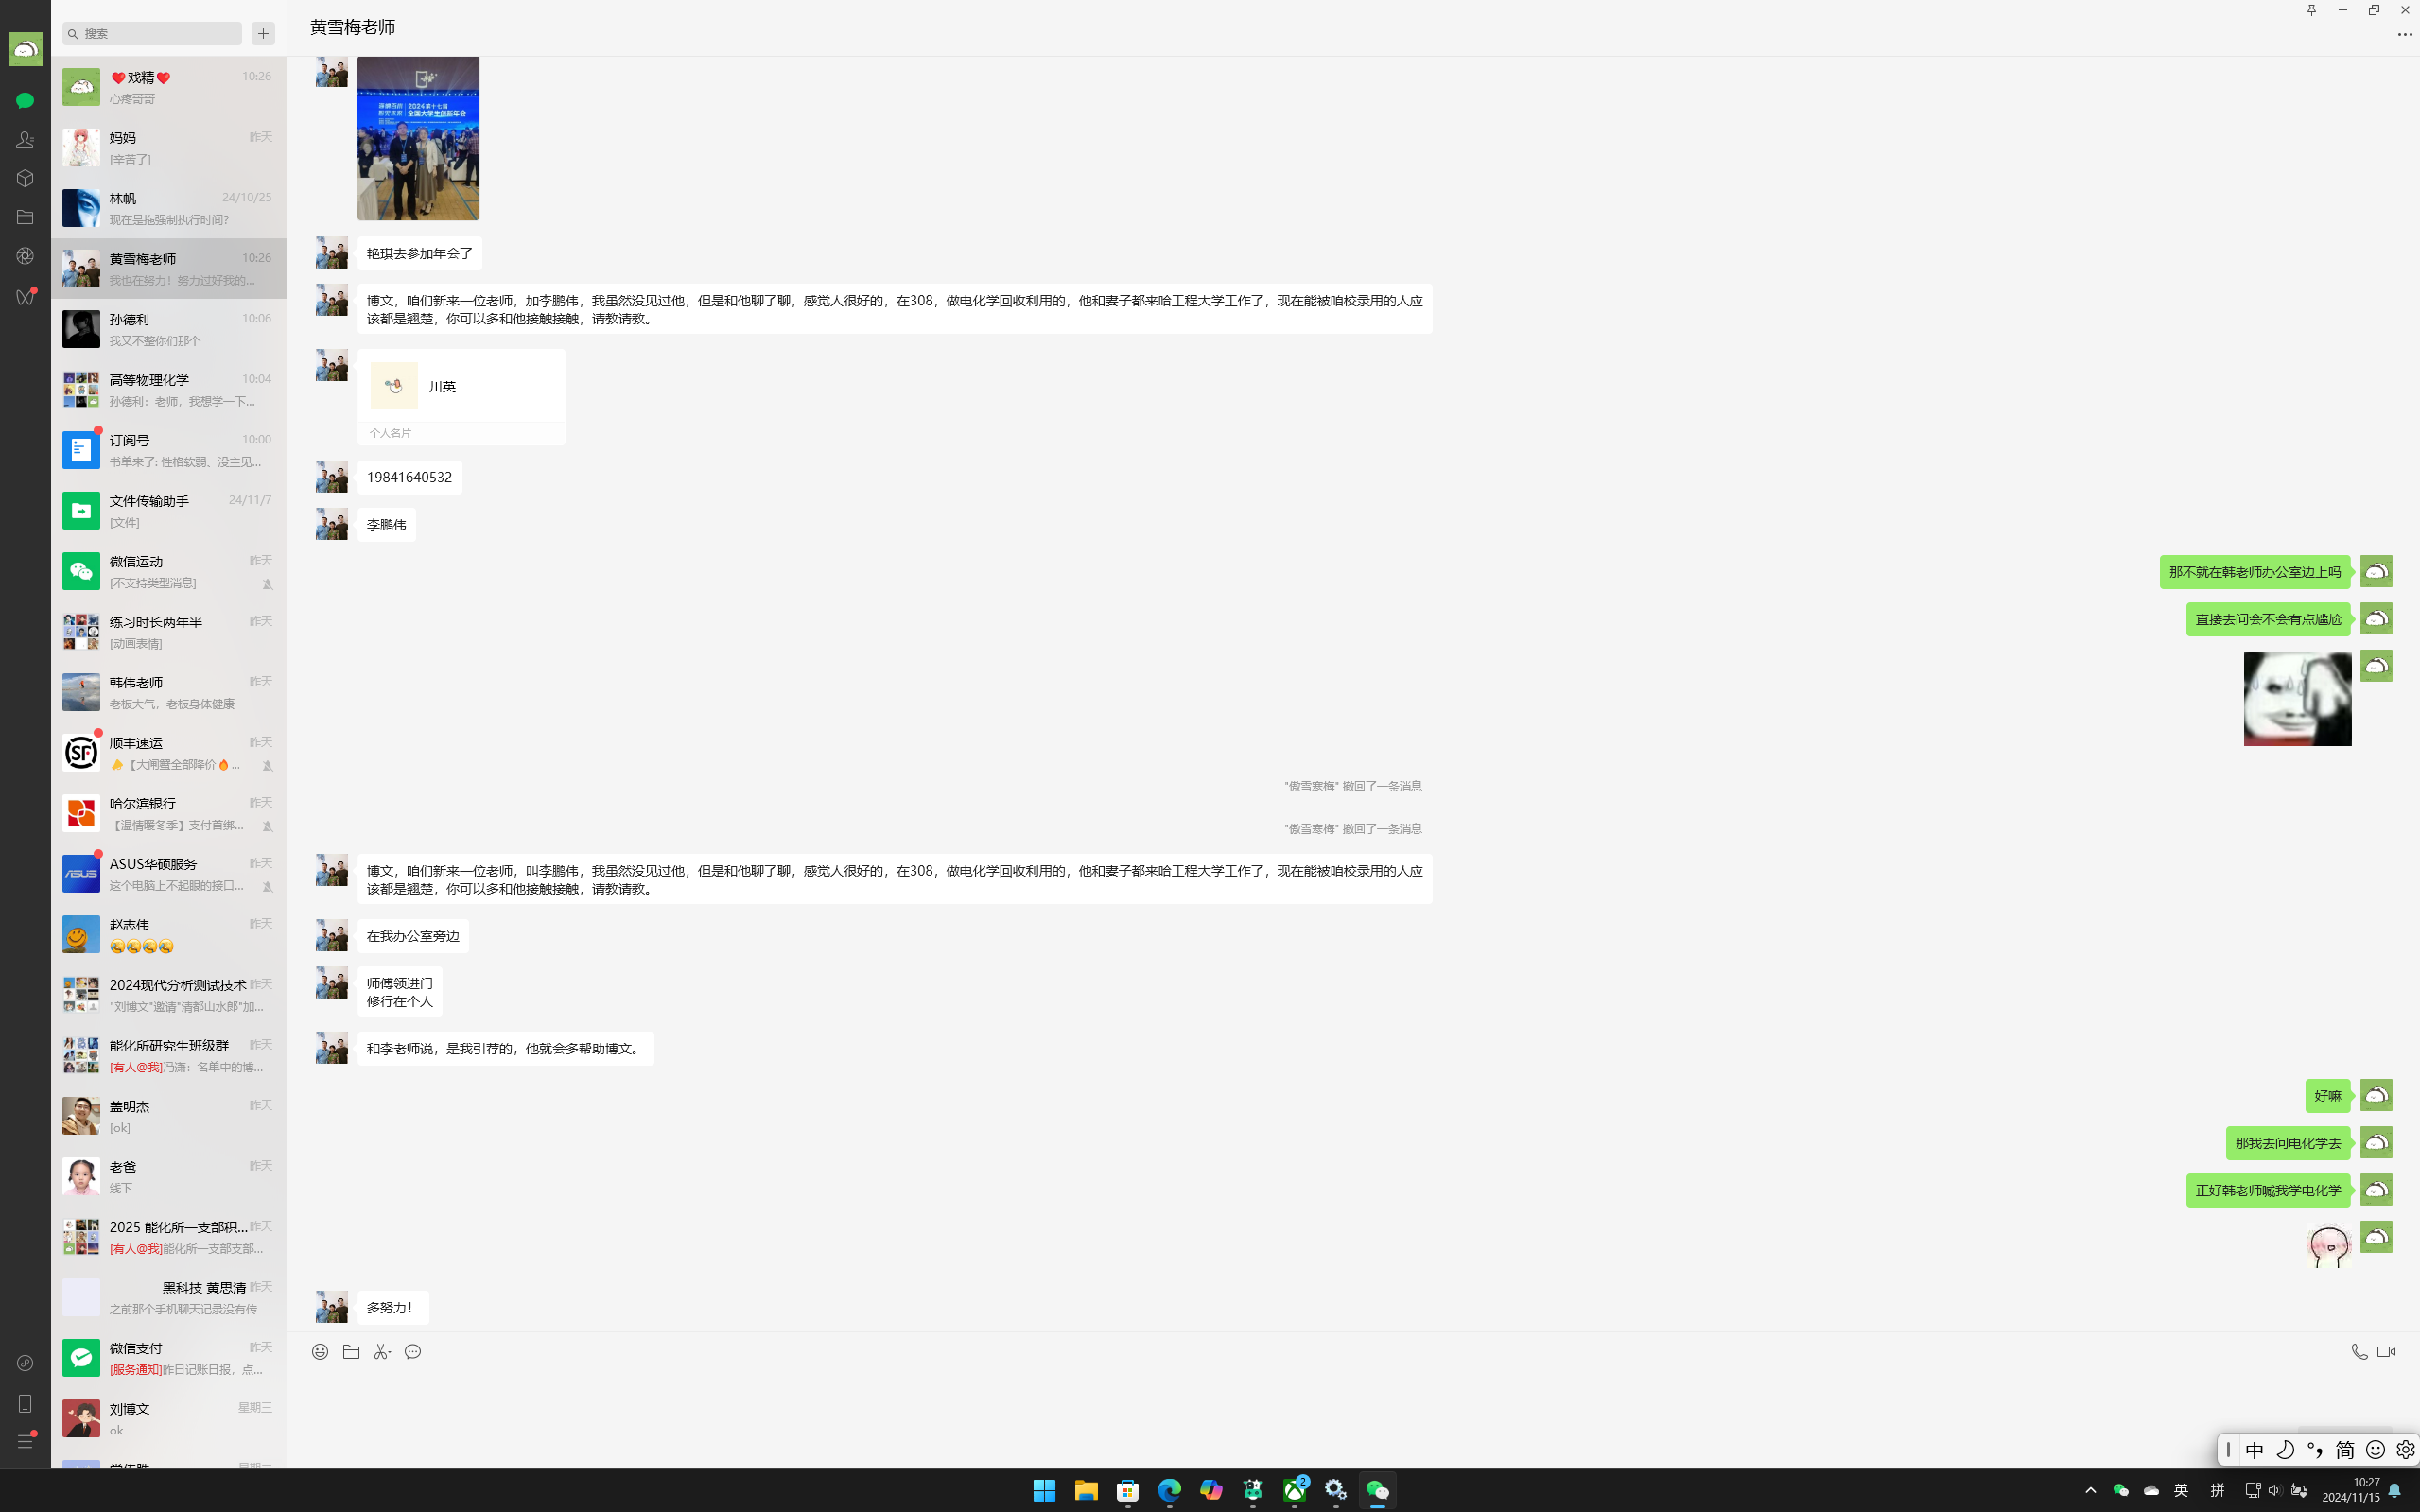 搜索
黄雪梅老师
❤️戏精❤️
10:26
心疼哥哥
妈妈
昨天
[辛苦了]
林帆
24/10/25
现在是拖强制执行时间?
黄雪梅老师
10:26
我也在努力！努力过好我的...
孙德利
10:06
我又不整你们那个
高等物理化学
10:04
孙德利：老师，我想学一下...
订阅号
10:00
书单来了: 性格软弱、没主见...
文件传输助手
24/11/7
[文件]
微信运动
昨天
[不支持类型消息]
练习时长两年半
昨天
[动画表情]
韩伟老师
昨天
老板大气，老板身体健康
顺丰速运
昨天
【大闸蟹全部降价🔥...
哈尔滨银行
昨天
【温情暖冬季】支付首绑...
ASUS华硕服务
昨天
这个电脑上不起眼的接口...
赵志伟
昨天
2024现代分析测试技术
昨天
"刘博文"邀请"清都山水郎"加...
能化所研究生班级群
昨天
[有人@我]冯潇：名单中的博...
盖明杰
昨天
[ok]
老爸
昨天
线下
2025 能化所一支部积...
昨天
[有人@我]能化所一支部支部...
黑科技 黄思清
昨天
之前那个手机聊天记录没有传
微信支付
昨天
[服务通知]昨日记账日报，点...
刘博文
星期三
ok
2024第十七届
全国大学生创新年会
艳琪去参加年会了
博文，咱们新来一位老师，加李鹏伟，我虽然没见过他，但是和他聊了聊，感觉人很好的，在308，做电化学回收利用的，他和妻子都来哈工程大学工作了，现在能被咱校录用的人应
该都是翘楚，你可以多和他接触接触，请教请教。
川英
个人名片
19841640532
李鹏伟
那不就在韩老师办公室边上吗
直接去问会不会有点尴尬
"傲雪寒梅" 撤回了一条消息
"傲雪寒梅" 撤回了一条消息
博文，咱们新来一位老师，叫李鹏伟，我虽然没见过他，但是和他聊了聊，感觉人很好的，在308，做电化学回收利用的，他和妻子都来哈工程大学工作了，现在能被咱校录用的人应
该都是翘楚，你可以多和他接触接触，请教请教。
在我办公室旁边
师傅领进门
修行在个人
和李老师说，是我引荐的，他就会多帮助博文。
好嘛
那我去问电化学去
正好韩老师喊我学电化学
多努力！
中
简
2
英
拼
10:27
2024/11/15